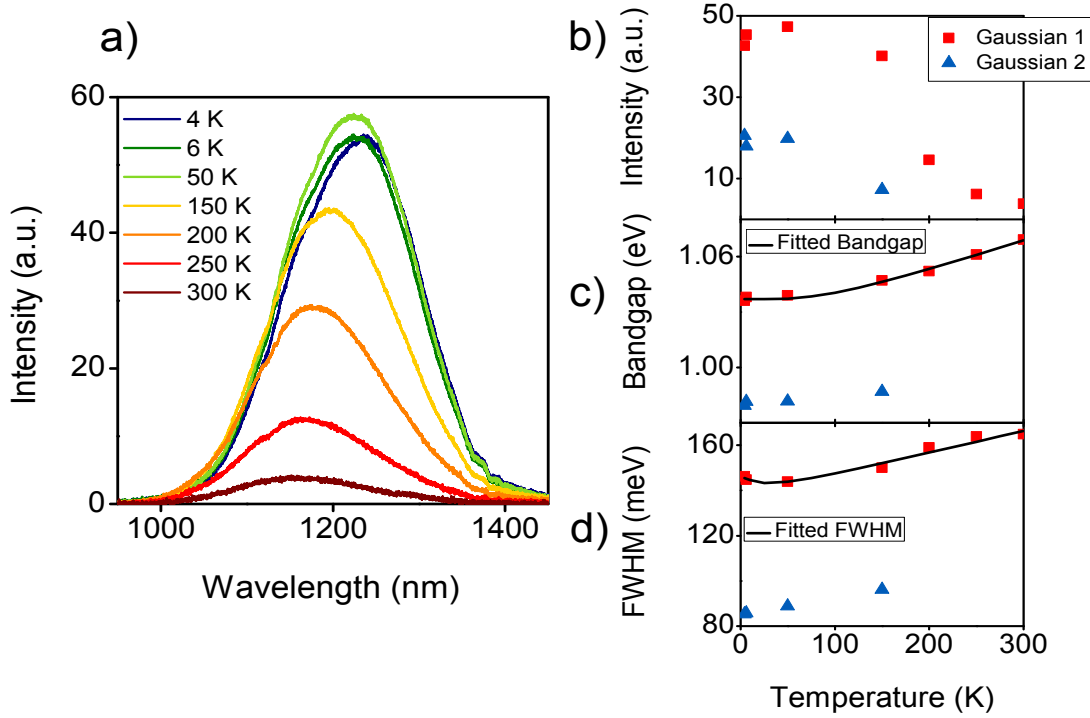 a)
60
40
20
0
Intensity (a.u.)
4 K
6 K
50 K
150 K
200 K
250 K
300 K
1000 1200 1400
Wavelength (nm)
b)
50
30
10
Intensity (a.u.)
Gaussian 1
Gaussian 2
c)
1.06
1.00
Bandgap (eV)
Fitted Bandgap
d)
160
120
80
FWHM (meV)
Fitted FWHM
0 100 200 300
Temperature (K)